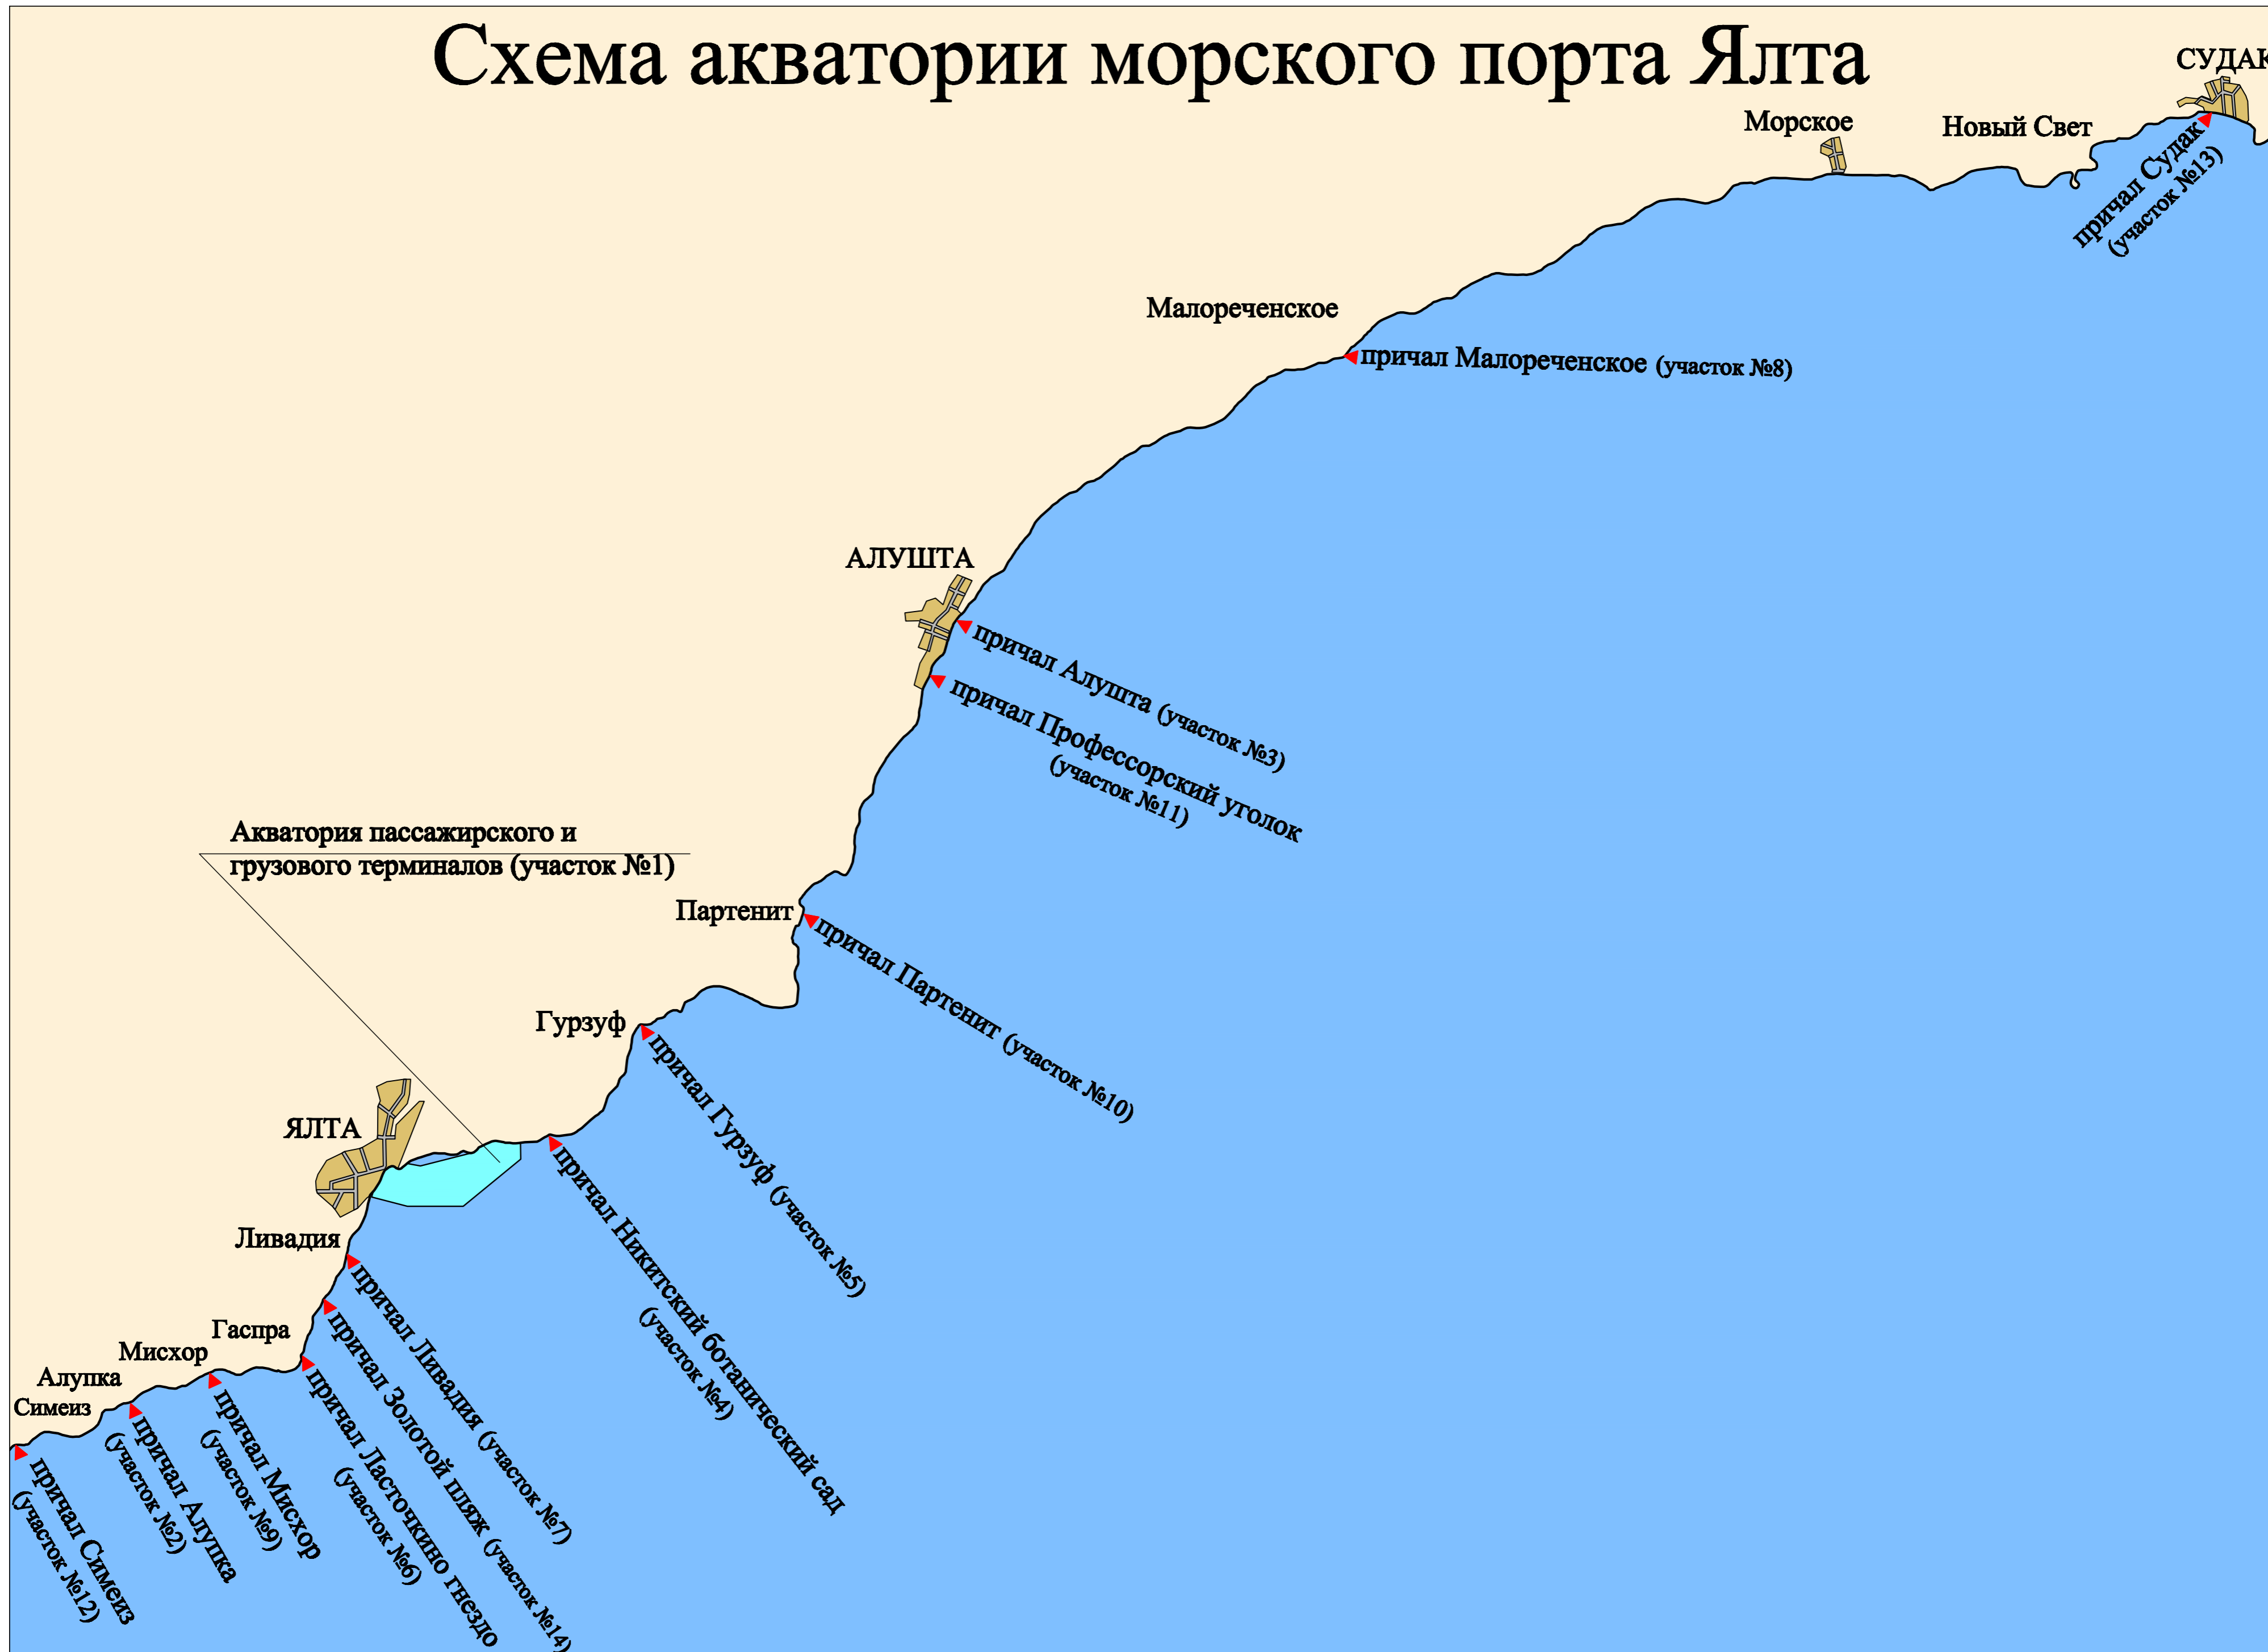 Схема акватории морского порта Ялта
СУДАК
Морское
Новый Свет
причал Судак
(участок №13)
Малореченское
причал Малореченское (участок №8)
АЛУШТА
причал Алушта (участок №3)
причал Профессорский уголок
(участок №11)
Акватория пассажирского и
грузового терминалов (участок №1)
Партенит
причал Партенит (участок №10)
Гурзуф
причал Гурзуф (участок №5)
ЯЛТА
причал Никитский ботанический сад
(участок №4)
Ливадия
причал Ливадия (участок №7)
причал Золотой пляж (участок №14)
Гаспра
причал Ласточкино гнездо
(участок №6)
Мисхор
причал Мисхор
(участок №9)
Алупка
причал Алупка
(участок №2)
Симеиз
причал Симеиз
(участок №12)